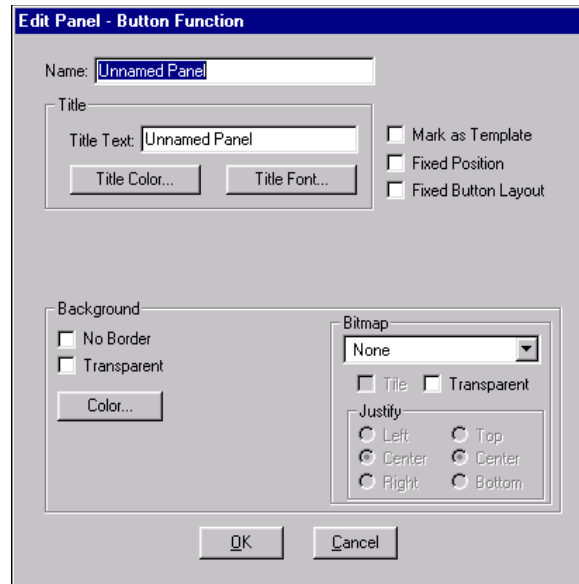 Edit Panel - Button Function
Name: Unnamed Panel
Title
Title Text: Unnamed Panel
Title Color... Title Font...
Mark as Template
Fixed Position
Fixed Button Layout
Background
No Border
Transparent
Color...
Bitmap
None
Tile Transparent
Justify
Left Top
Center Center
Right Bottom
OK Cancel